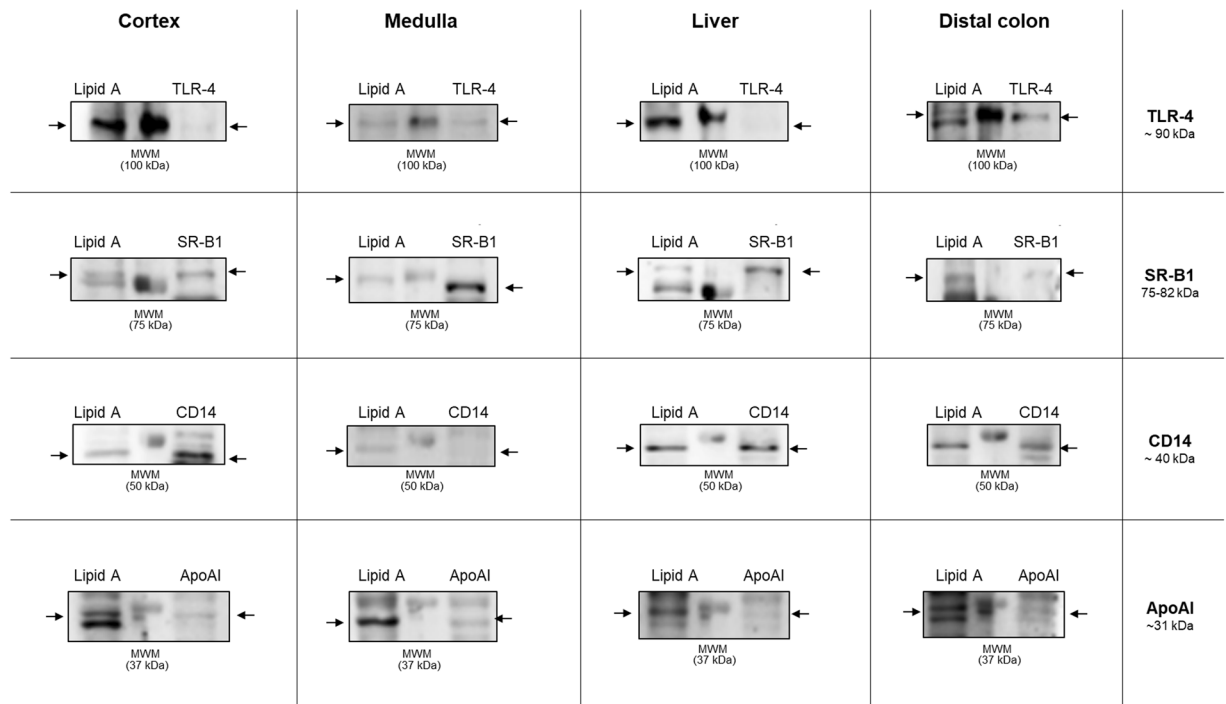 Cortex
Medulla
Liver
Distal colon
Lipid A TLR-4
MWM
(100 kDa)
Lipid A TLR-4
MWM
(100 kDa)
Lipid A TLR-4
MWM
(100 kDa)
Lipid A TLR-4
MWM
(100 kDa)
TLR-4
~ 90 kDa
Lipid A SR-B1
MWM
(75 kDa)
Lipid A SR-B1
MWM
(75 kDa)
Lipid A SR-B1
MWM
(75 kDa)
Lipid A SR-B1
MWM
(75 kDa)
SR-B1
75-82 kDa
Lipid A CD14
MWM
(50 kDa)
Lipid A CD14
MWM
(50 kDa)
Lipid A CD14
MWM
(50 kDa)
Lipid A CD14
MWM
(50 kDa)
CD14
~ 40 kDa
Lipid A ApoAI
MWM
(37 kDa)
Lipid A ApoAI
MWM
(37 kDa)
Lipid A ApoAI
MWM
(37 kDa)
Lipid A ApoAI
MWM
(37 kDa)
ApoAI
~31 kDa